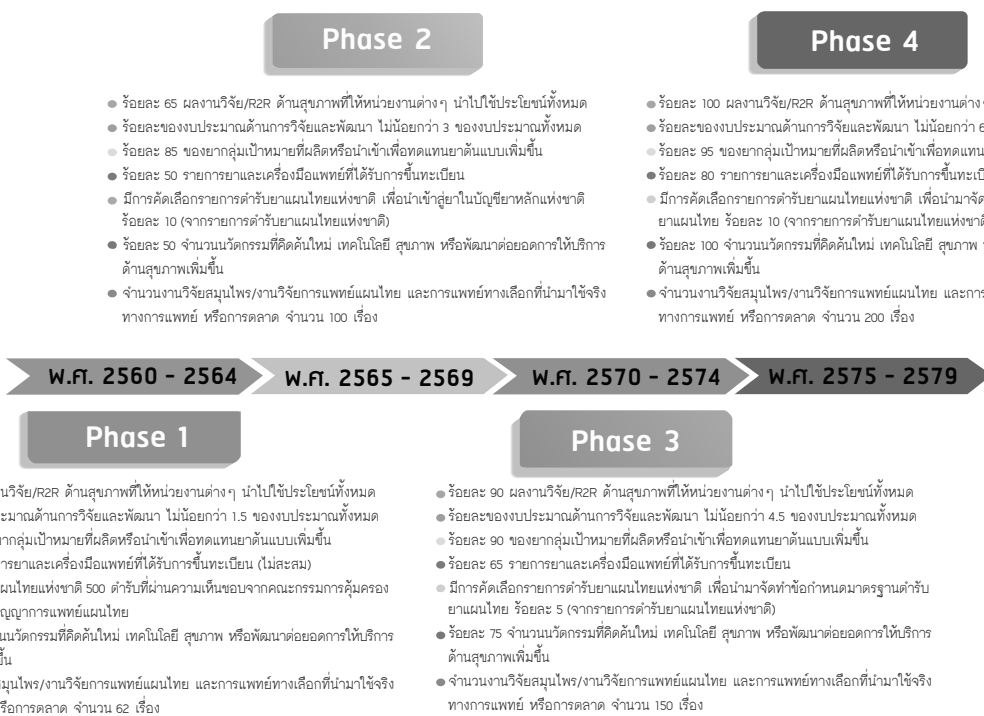 Phase 2
ร้อยละ 65 ผลงานวิจัย/R2R ด้านสุขภาพที่ให้หน่วยงานต่างๆ นำไปใช้ประโยชน์ทั้งหมด
ร้อยละของงบประมาณด้านการวิจัยและพัฒนา ไม่น้อยกว่า 3 ของงบประมาณทั้งหมด
ร้อยละ 85 ของยากลุ่มเป้าหมายที่ผลิตหรือนำเข้าเพื่อทดแทนยาต้นแบบเพิ่มขึ้น
ร้อยละ 50 รายการยาและเครื่องมือแพทย์ที่ได้รับการขึ้นทะเบียน
มีการคัดเลือกรายการตำรับยาแผนไทยแห่งชาติ เพื่อนำเข้าสู่ยาในบัญชียาหลักแห่งชาติ
ร้อยละ 10 (จากรายการตำรับยาแผนไทยแห่งชาติ)
ร้อยละ 50 จำนวนนวัตกรรมที่คิดค้นใหม่ เทคโนโลยี สุขภาพ หรือพัฒนาต่อยอดการให้บริการ
ด้านสุขภาพเพิ่มขึ้น
จำนวนงานวิจัยสมุนไพร/งานวิจัยการแพทย์แผนไทย และการแพทย์ทางเลือกที่นำมาใช้จริง
ทางการแพทย์ หรือการตลาด จำนวน 100 เรื่อง
Phase 4
ร้อยละ 100 ผลงานวิจัย/R2R ด้านสุขภาพที่ให้หน่วยงานต่าง
ร้อยละของงบประมาณด้านการวิจัยและพัฒนา ไม่น้อยกว่า 6
ร้อยละ 95 ของยากลุ่มเป้าหมายที่ผลิตหรือนำเข้าเพื่อทดแทน
ร้อยละ 80 รายการยาและเครื่องมือแพทย์ที่ได้รับการขึ้นทะเบี
มีการคัดเลือกรายการตำรับยาแผนไทยแห่งชาติ เพื่อนำมาจัด
ยาแผนไทย ร้อยละ 10 (จากรายการตำรับยาแผนไทยแห่งชาติ
ร้อยละ 100 จำนวนนวัตกรรมที่คิดค้นใหม่ เทคโนโลยี สุขภาพ
ด้านสุขภาพเพิ่มขึ้น
จำนวนงานวิจัยสมุนไพร/งานวิจัยการแพทย์แผนไทย และการ
ทางการแพทย์ หรือการตลาด จำนวน 200 เรื่อง
พ.ศ. 2560 - 2564
พ.ศ. 2565 - 2569
พ.ศ. 2570 - 2574
พ.ศ. 2575 - 2579
Phase 1
นวิจัย/R2R ด้านสุขภาพที่ให้หน่วยงานต่างๆ นำไปใช้ประโยชน์ทั้งหมด
ระมาณด้านการวิจัยและพัฒนา ไม่น้อยกว่า 1.5 ของงบประมาณทั้งหมด
ยากลุ่มเป้าหมายที่ผลิตหรือนำเข้าเพื่อทดแทนยาต้นแบบเพิ่มขึ้น
ารยาและเครื่องมือแพทย์ที่ได้รับการขึ้นทะเบียน (ไม่สะสม)
ผนไทยแห่งชาติ 500 ตำรับที่ผ่านความเห็นชอบจากคณะกรรมการคุ้มครอง
ญญาการแพทย์แผนไทย
นนวัตกรรมที่คิดค้นใหม่ เทคโนโลยี สุขภาพ หรือพัฒนาต่อยอดการให้บริการ
ขึ้น
สมุนไพร/งานวิจัยการแพทย์แผนไทย และการแพทย์ทางเลือกที่นำมาใช้จริง
รือการตลาด จำนวน 62 เรื่อง
Phase 3
ร้อยละ 90 ผลงานวิจัย/R2R ด้านสุขภาพที่ให้หน่วยงานต่างๆ นำไปใช้ประโยชน์ทั้งหมด
ร้อยละของงบประมาณด้านการวิจัยและพัฒนา ไม่น้อยกว่า 4.5 ของงบประมาณทั้งหมด
ร้อยละ 90 ของยากลุ่มเป้าหมายที่ผลิตหรือนำเข้าเพื่อทดแทนยาต้นแบบเพิ่มขึ้น
ร้อยละ 65 รายการยาและเครื่องมือแพทย์ที่ได้รับการขึ้นทะเบียน
มีการคัดเลือกรายการตำรับยาแผนไทยแห่งชาติ เพื่อนำมาจัดทำข้อกำหนดมาตรฐานตำรับ
ยาแผนไทย ร้อยละ 5 (จากรายการตำรับยาแผนไทยแห่งชาติ)
ร้อยละ 75 จำนวนนวัตกรรมที่คิดค้นใหม่ เทคโนโลยี สุขภาพ หรือพัฒนาต่อยอดการให้บริการ
ด้านสุขภาพเพิ่มขึ้น
จำนวนงานวิจัยสมุนไพร/งานวิจัยการแพทย์แผนไทย และการแพทย์ทางเลือกที่นำมาใช้จริง
ทางการแพทย์ หรือการตลาด จำนวน 150 เรื่อง